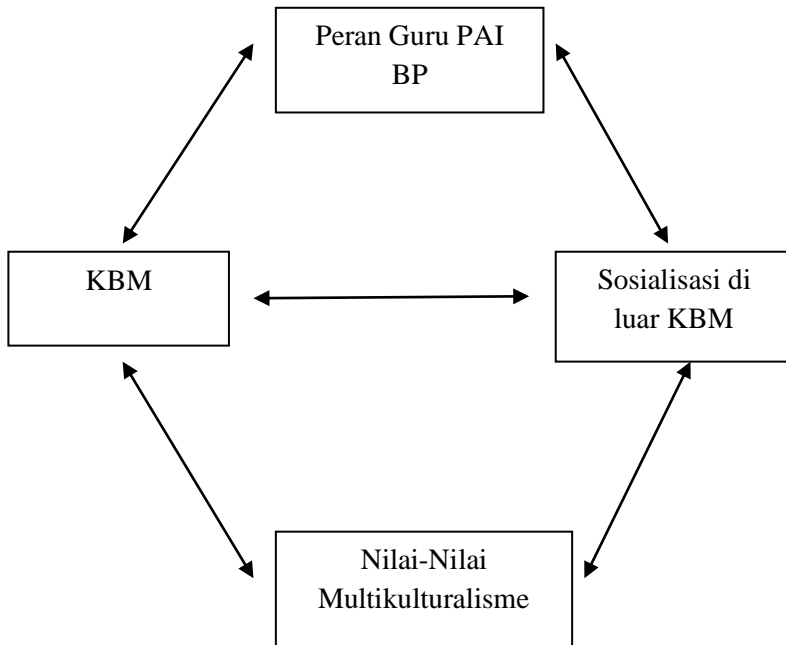 Peran Guru PAI
BP
KBM
Sosialisasi di
luar KBM
Nilai-Nilai
Multikulturalisme